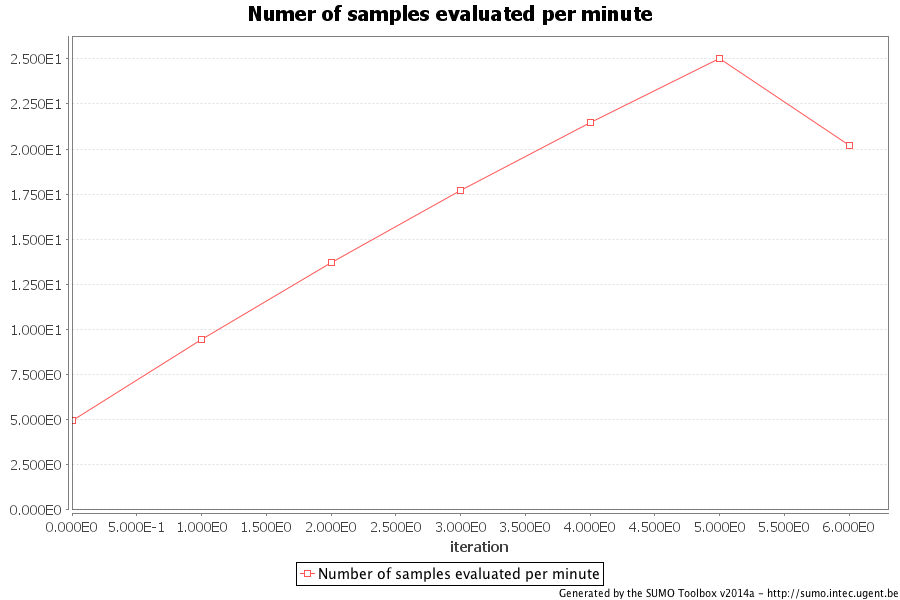 Numer of samples evaluated per minute
2.500E1
2.250E1
2.000E1
1.750E1
1.500E1
1.250E1
1.000E1
7.500E0
5.000E0
2.500E0
0.000E0
0.000E0 5.000E-1 1.000E0 1.500E0 2.000E0 2.500E0 3.000E0 3.500E0 4.000E0 4.500E0 5.000E0 5.500E0 6.000E0
iteration
Number of samples evaluated per minute
Generated by the SUMO Toolbox v2014a - http://sumo.intec.ugent.be